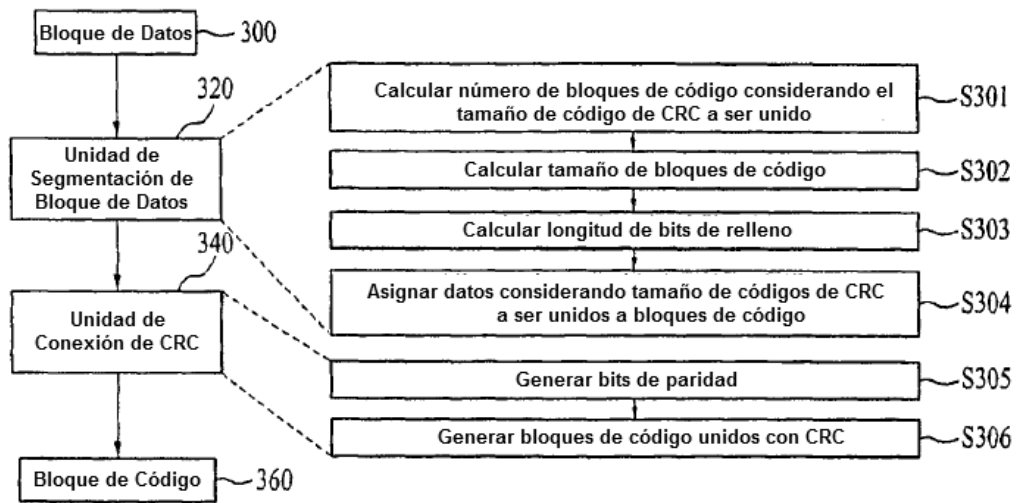 Bloque de Datos
300
320
Unidad de
Segmentación de
Bloque de Datos
340
Unidad de
Conexión de CRC
Bloque de Código
360
Calcular número de bloques de código considerando el
tamaño de código de CRC a ser unido
S301
Calcular tamaño de bloques de código
S302
Calcular longitud de bits de relleno
S303
Asignar datos considerando tamaño de códigos de CRC
a ser unidos a bloques de código
S304
Generar bits de paridad
S305
Generar bloques de código unidos con CRC
S306